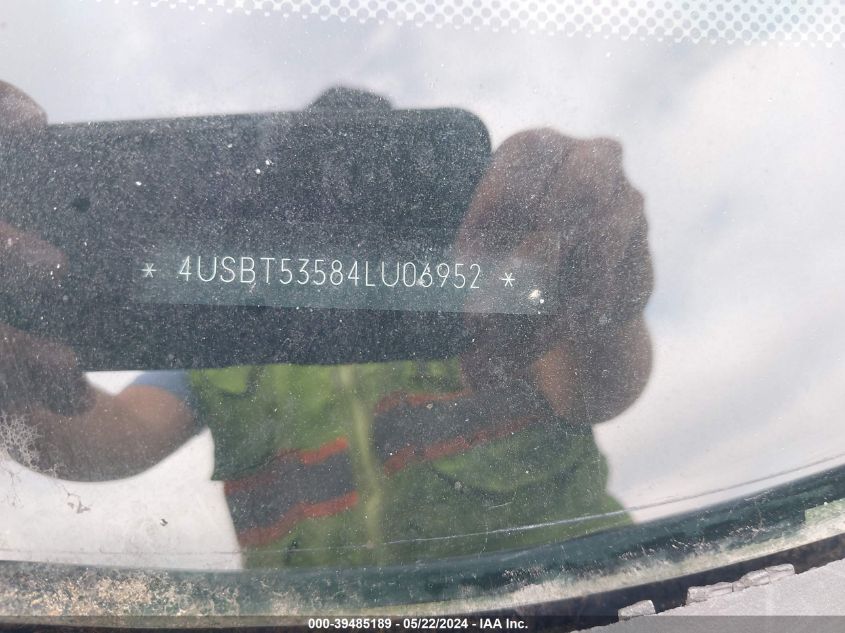 * 4USBT53584LU06952 *
000-39485189 - 05/22/2024 - IAA Inc.